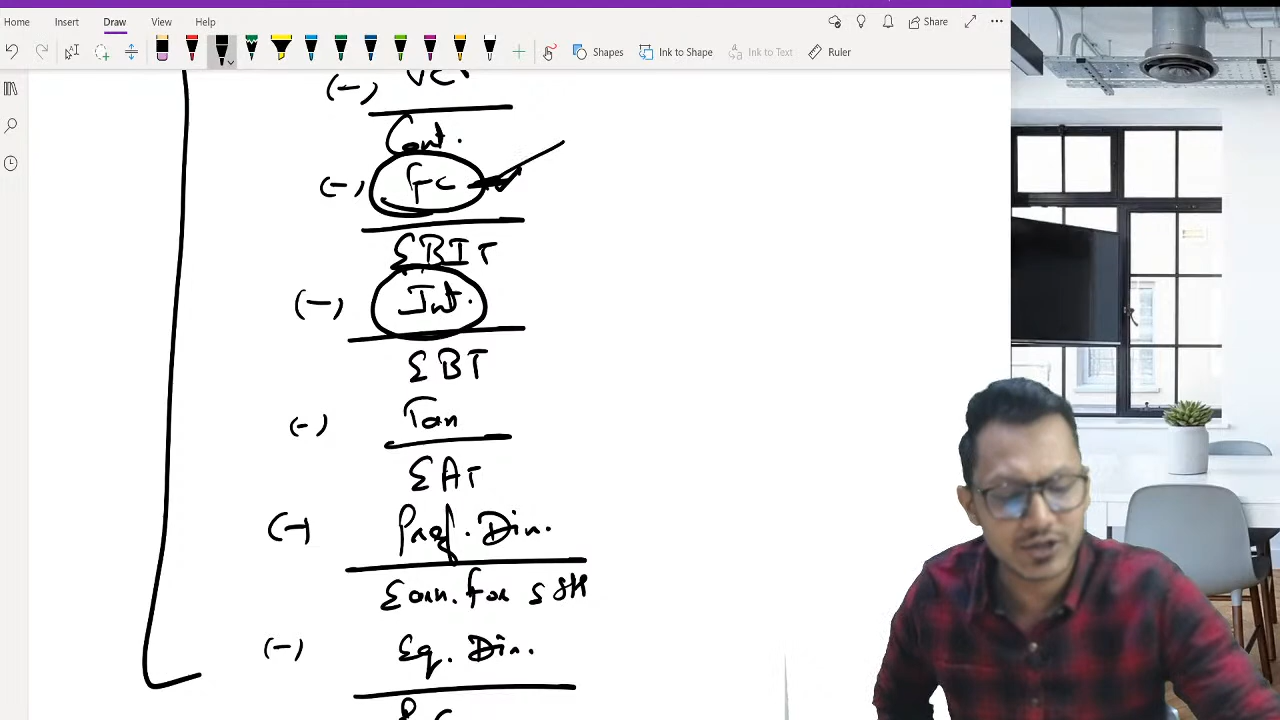 Home Insert Draw View Help Share
Shapes Ink to Shape Ink to Text Ruler
(-) VC
Cont.
(-) FC
EBIT
(-) Int.
EBT
(-) Tax
EAT
(-) Pref. Div.
Earn. for ESH
(-) Eq. Div.